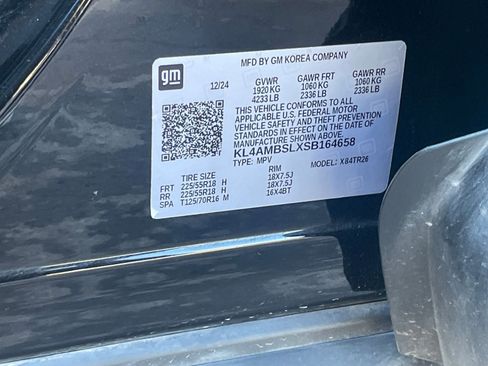 gm
MFD BY GM KOREA COMPANY
12/24 GVWR GAWR FRT GAWR RR
1920 KG 1060 KG 1060 KG
4233 LB 2336 LB 2336 LB
THIS VEHICLE CONFORMS TO ALL
APPLICABLE U.S. FEDERAL MOTOR
VEHICLE SAFETY AND THEFT PREVENTION
STANDARDS IN EFFECT ON THE DATE OF
MANUFACTURE SHOWN ABOVE.
KL4AMBSLXSB164658
TYPE: MPV MODEL: X84TR26
TIRE SIZE RIM
FRT 225/55R18 H 18X7.5J
RR 225/55R18 H 18X7.5J
SPA T125/70R16 M 16X4BT